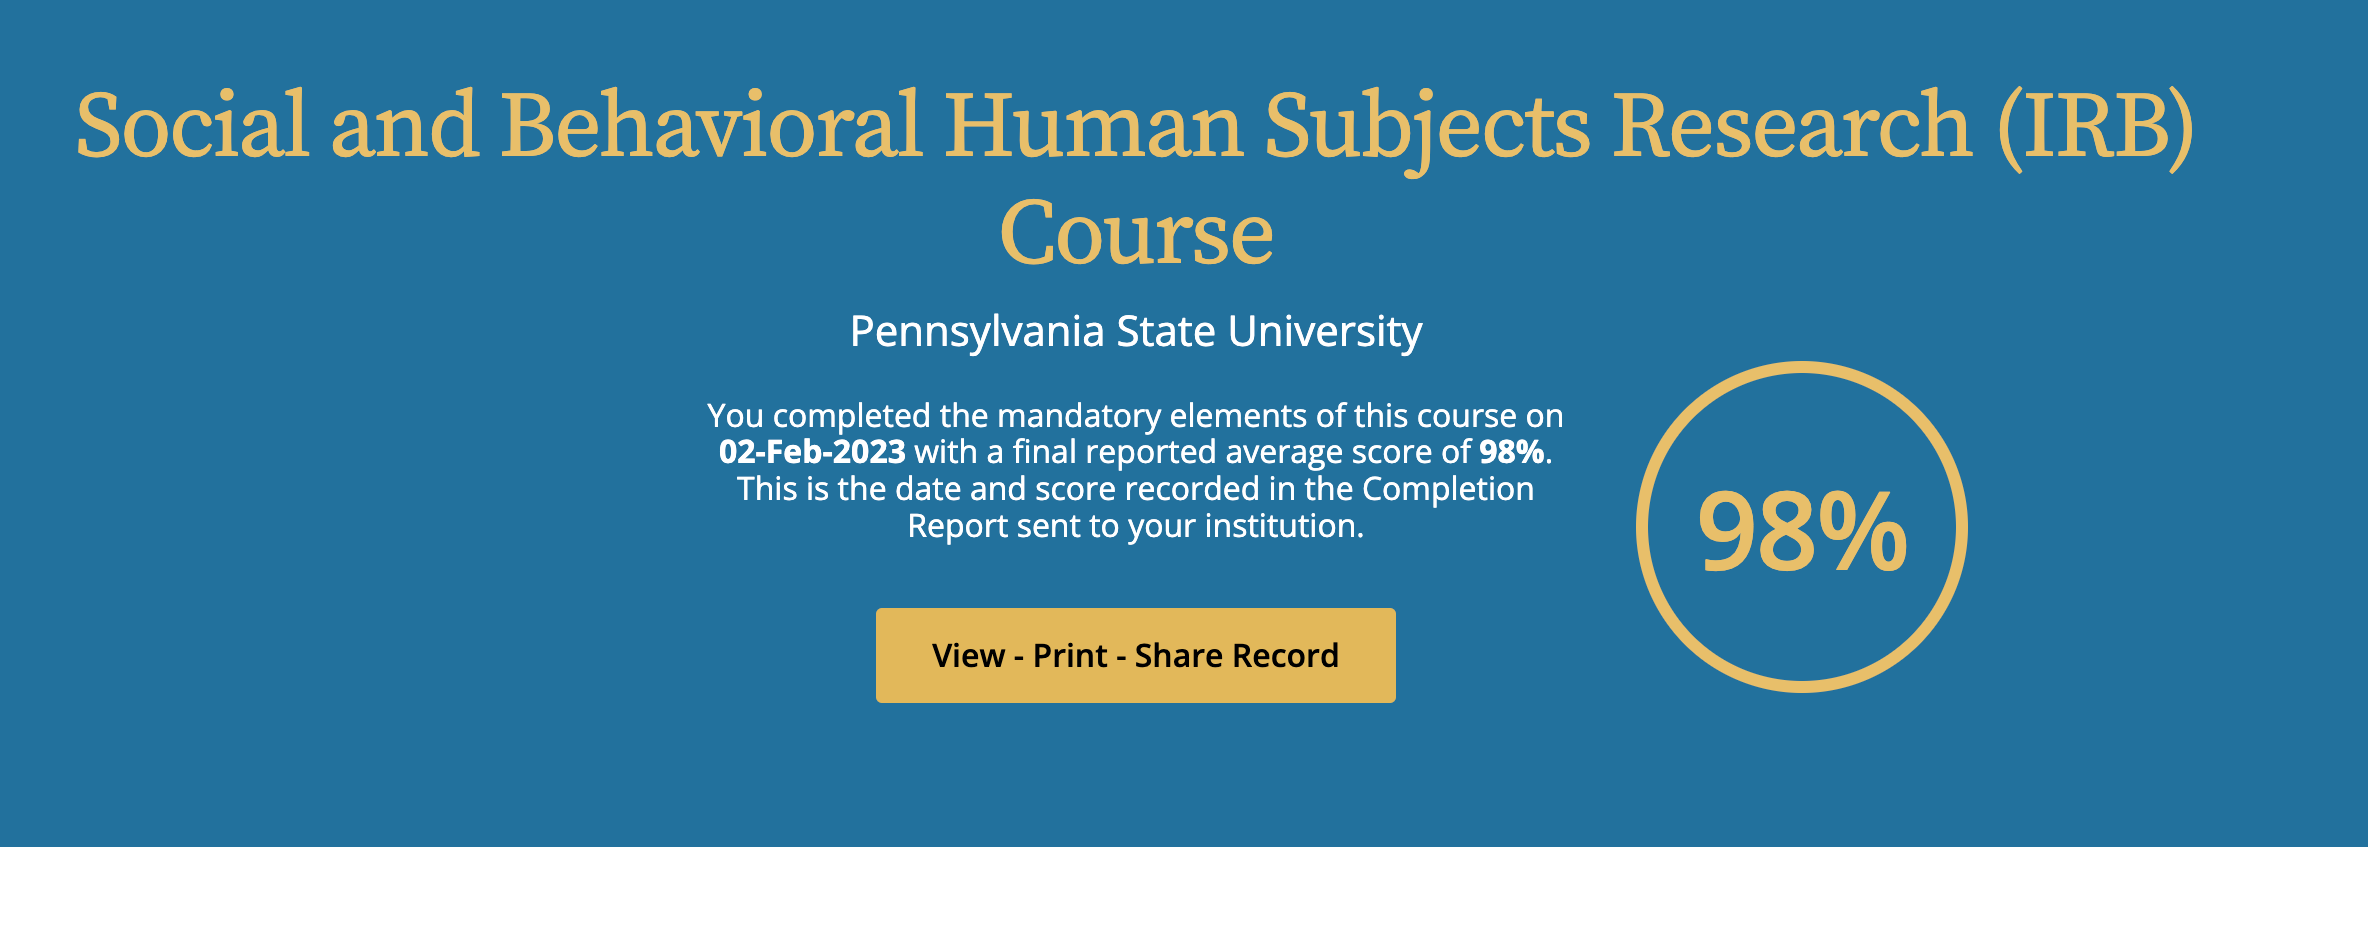 Social and Behavioral Human Subjects Research (IRB)
Course
Pennsylvania State University
You completed the mandatory elements of this course on
02-Feb-2023 with a final reported average score of 98%.
This is the date and score recorded in the Completion
Report sent to your institution.
98%
View - Print - Share Record